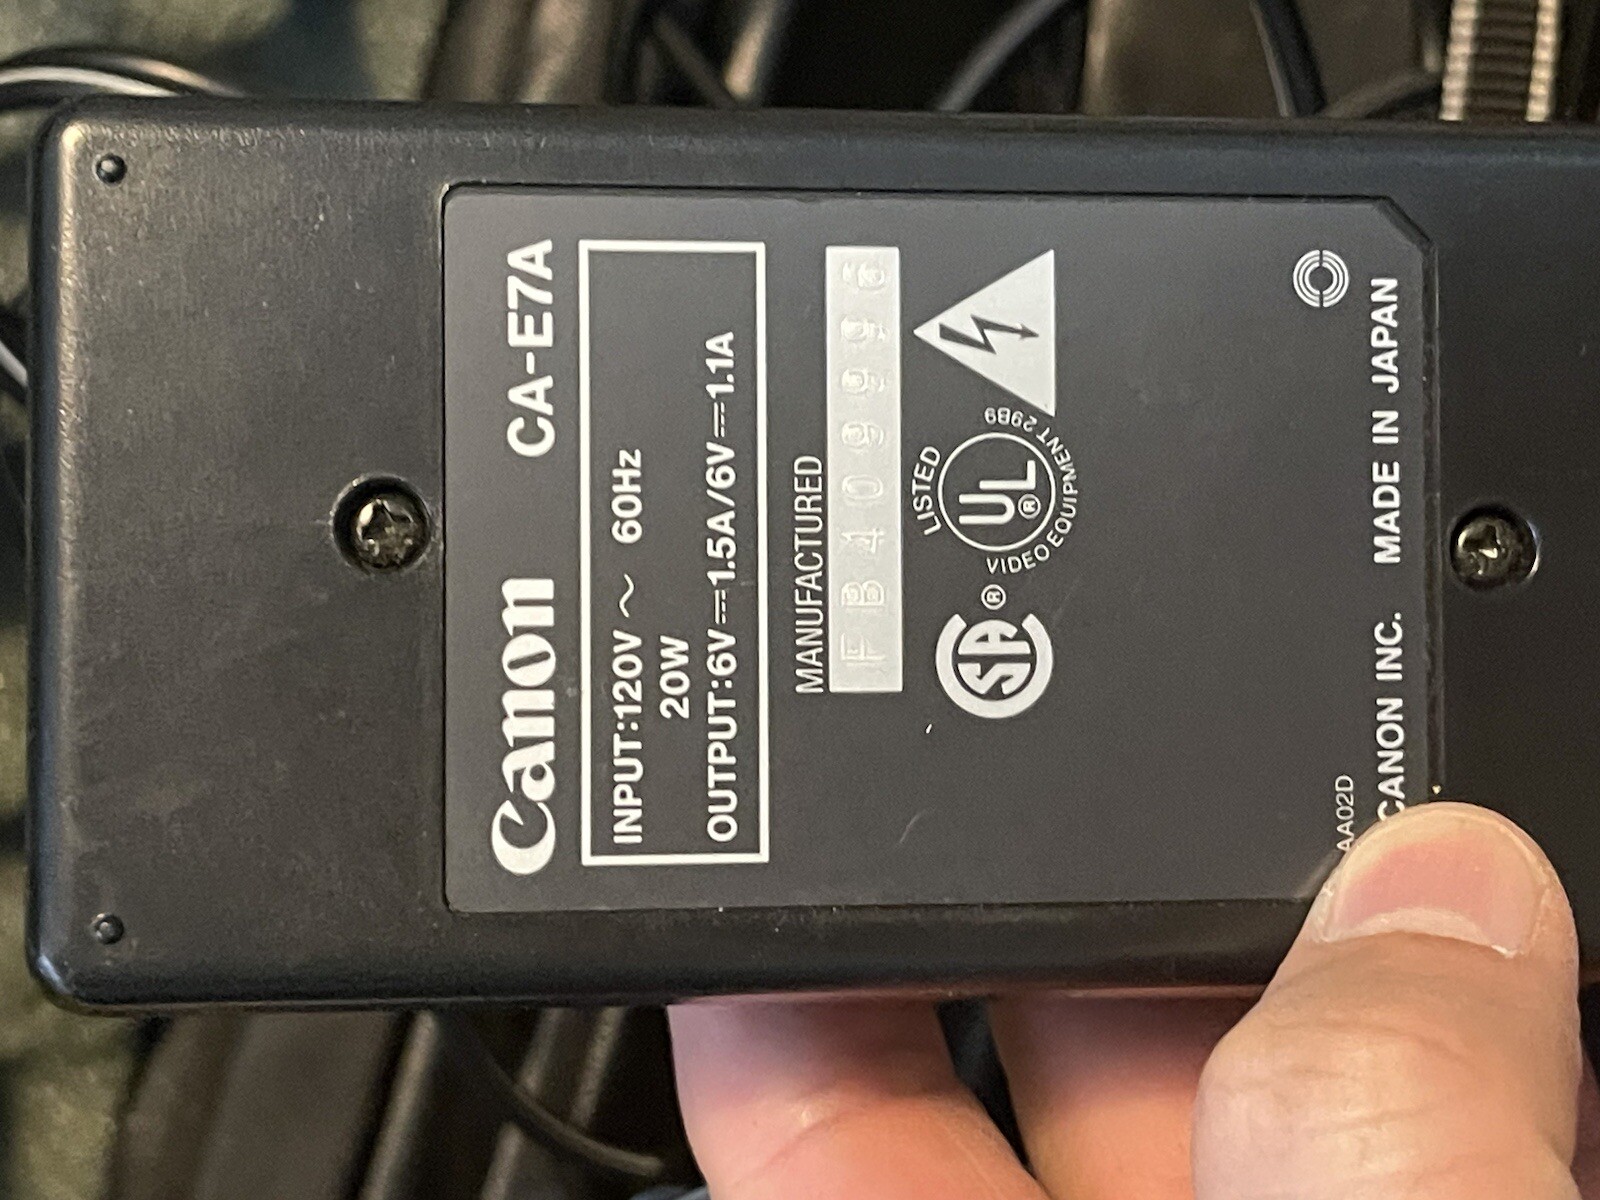 Canon CA-E7A
INPUT:120V ～ 60Hz
20W
OUTPUT:6V⎓1.5A/6V⎓1.1A
MANUFACTURED
LISTED
UL ®
VIDEO EQUIPMENT 29B9
SA ®
AA02D
CANON INC. MADE IN JAPAN